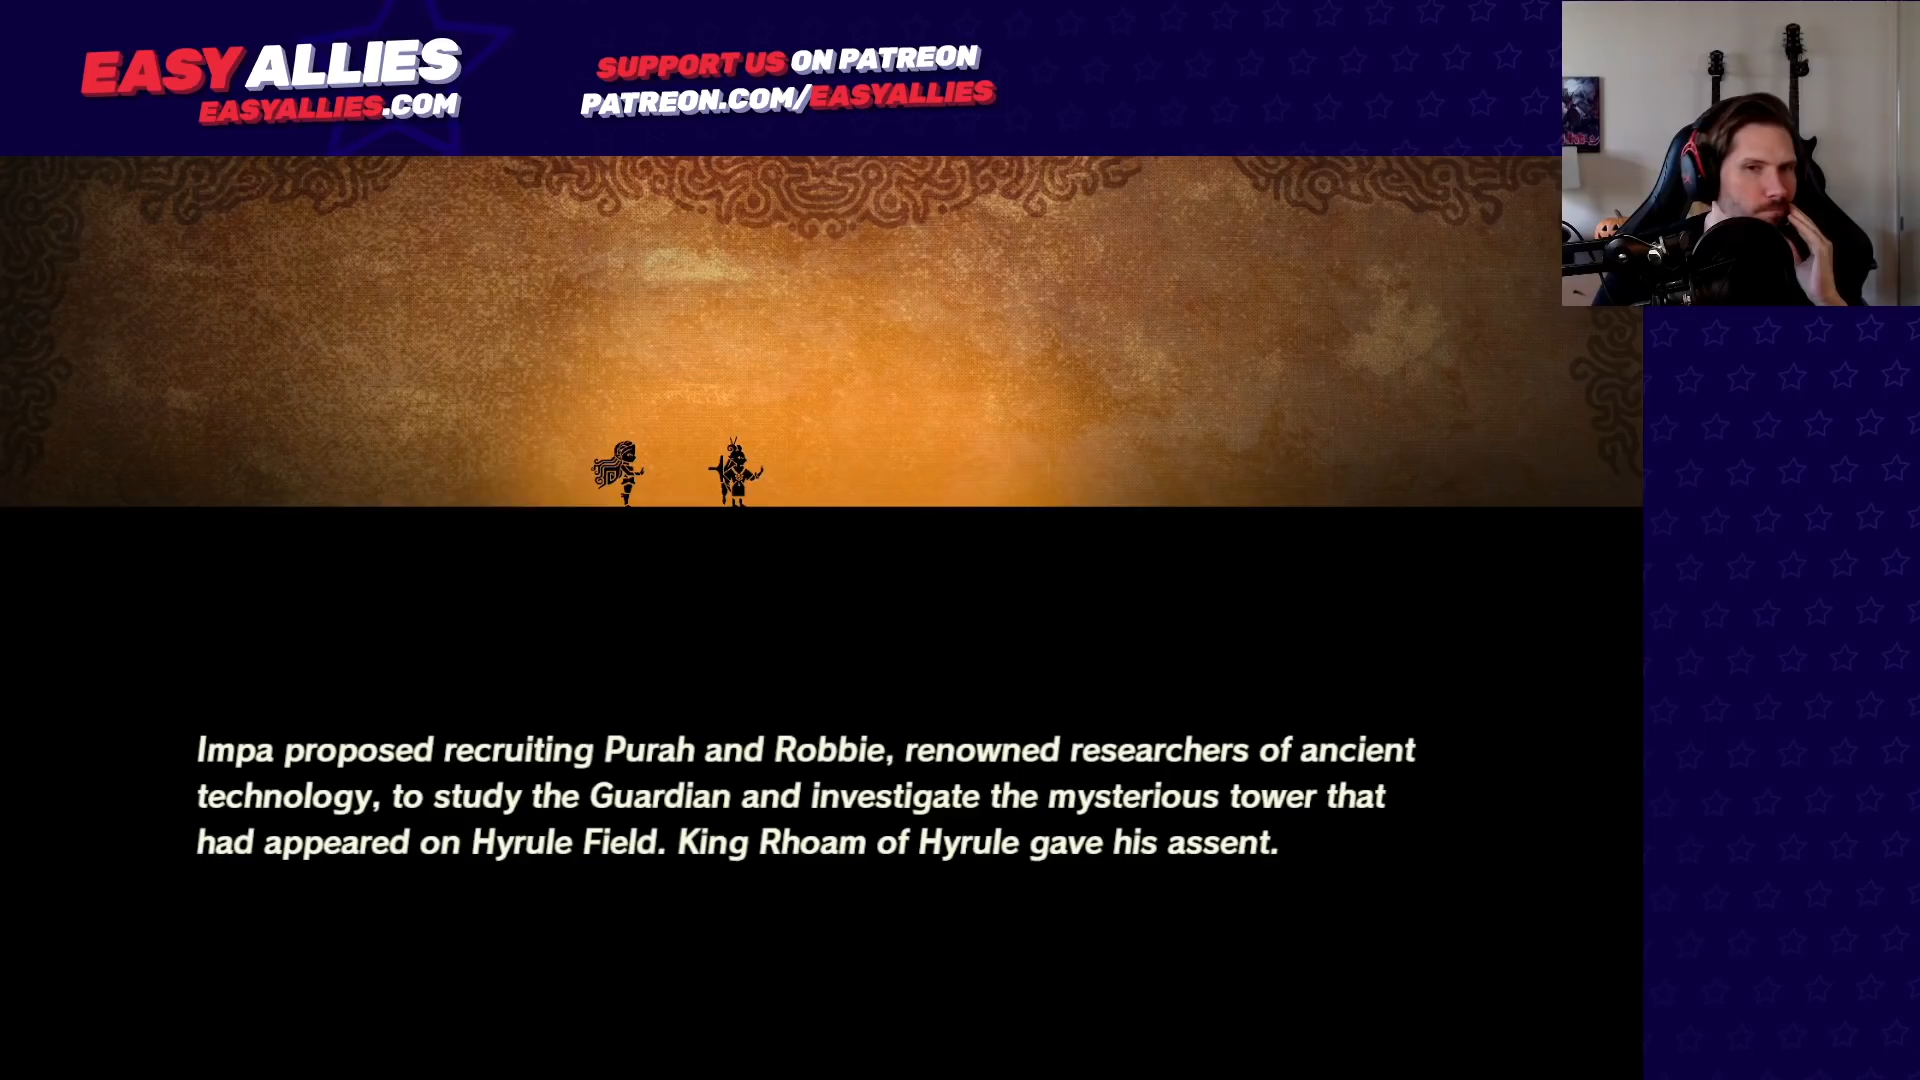 EASY ALLIES
EASYALLIES.COM
SUPPORT US ON PATREON
PATREON.COM/EASYALLIES
Impa proposed recruiting Purah and Robbie, renowned researchers of ancient
technology, to study the Guardian and investigate the mysterious tower that
had appeared on Hyrule Field. King Rhoam of Hyrule gave his assent.